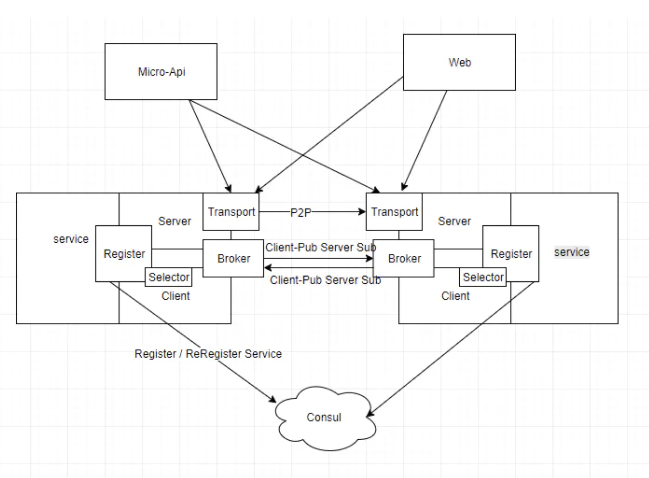 Micro-Api
Web
Transport
P2P
Transport
service
Server
Server
service
Register
Broker
Client-Pub Server Sub
Broker
Register
Selector
Client-Pub Server Sub
Selector
Client
Client
Register / ReRegister Service
Consul